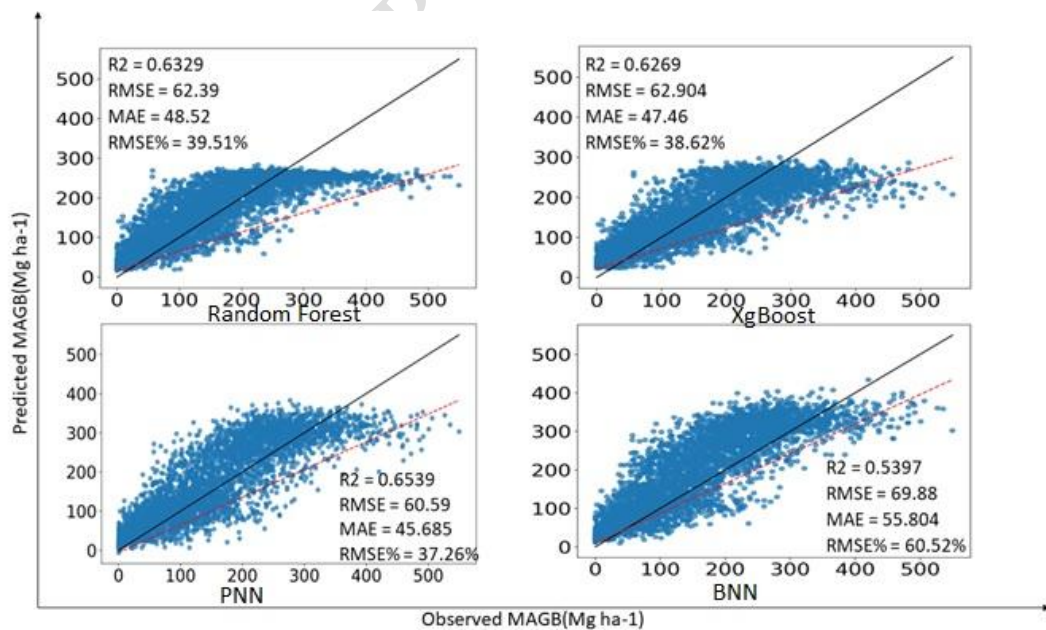 R2 = 0.6329
RMSE = 62.39
MAE = 48.52
RMSE% = 39.51%
500
400
300
200
100
0
0 100 200 300 400 500
Random Forest
R2 = 0.6269
RMSE = 62.904
MAE = 47.46
RMSE% = 38.62%
500
400
300
200
100
0
0 100 200 300 400 500
XgBoost
500
400
300
200
100
0
R2 = 0.6539
RMSE = 60.59
MAE = 45.685
RMSE% = 37.26%
0 100 200 300 400 500
PNN
500
400
300
200
100
0
R2 = 0.5397
RMSE = 69.88
MAE = 55.804
RMSE% = 60.52%
0 100 200 300 400 500
BNN
Predicted MAGB(Mg ha-1)
Observed MAGB(Mg ha-1)